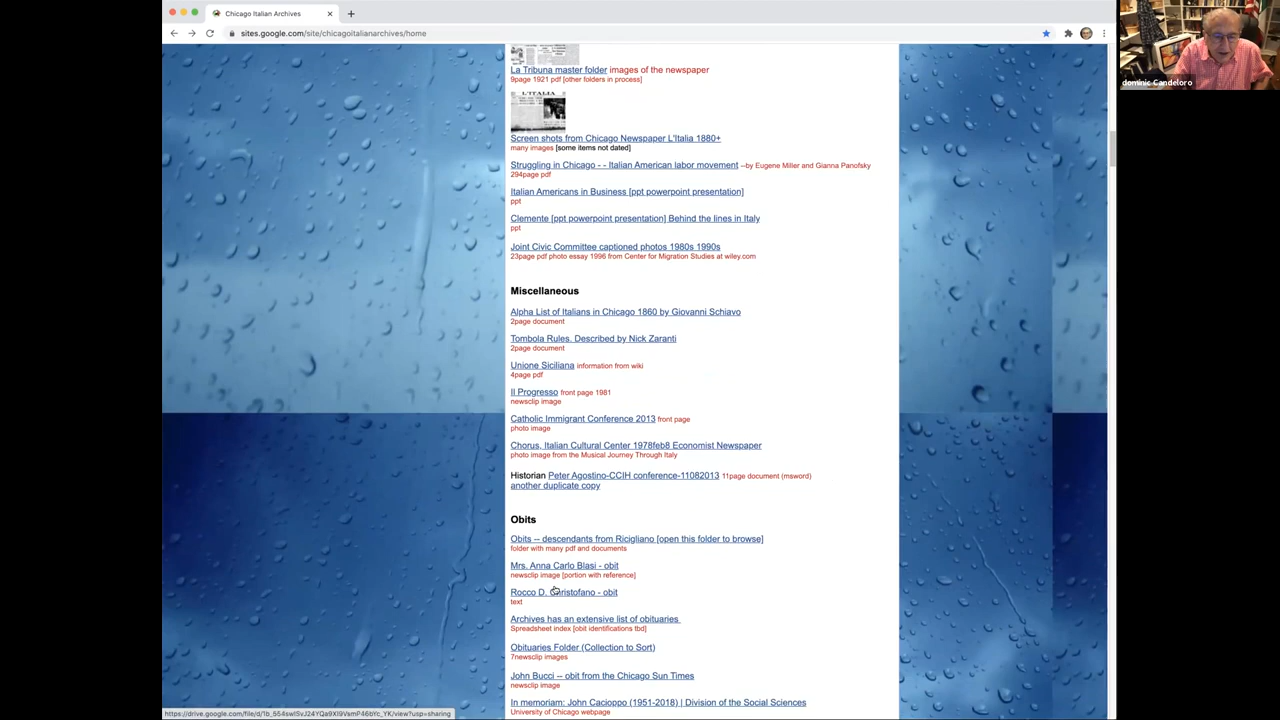 Chicago Italian Archives
sites.google.com/site/chicagoitalianarchives/home
dominic Candeloro
La Tribuna master folder images of the newspaper
9page 1921 pdf [other folders in process]
L'ITALIA
Screen shots from Chicago Newspaper L'Italia 1880+
many images [some items not dated]
Struggling in Chicago - - Italian American labor movement --by Eugene Miller and Gianna Panofsky
294page pdf
Italian Americans in Business [ppt powerpoint presentation]
ppt
Clemente [ppt powerpoint presentation] Behind the lines in Italy
ppt
Joint Civic Committee captioned photos 1980s 1990s
23page pdf photo essay 1996 from Center for Migration Studies at wiley.com
Miscellaneous
Alpha List of Italians in Chicago 1860 by Giovanni Schiavo
2page document
Tombola Rules. Described by Nick Zaranti
2page document
Unione Siciliana information from wiki
4page pdf
Il Progresso front page 1981
newsclip image
Catholic Immigrant Conference 2013 front page
photo image
Chorus, Italian Cultural Center 1978feb8 Economist Newspaper
photo image from the Musical Journey Through Italy
Historian Peter Agostino-CCIH conference-11082013 11page document (msword)
another duplicate copy
Obits
Obits -- descendants from Ricigliano [open this folder to browse]
folder with many pdf and documents
Mrs. Anna Carlo Blasi - obit
newsclip image [portion with reference]
Rocco D. Christofano - obit
text
Archives has an extensive list of obituaries
Spreadsheet index [obit identifications tbd]
Obituaries Folder (Collection to Sort)
7newsclip images
John Bucci -- obit from the Chicago Sun Times
newsclip image
In memoriam: John Cacioppo (1951-2018) | Division of the Social Sciences
University of Chicago webpage